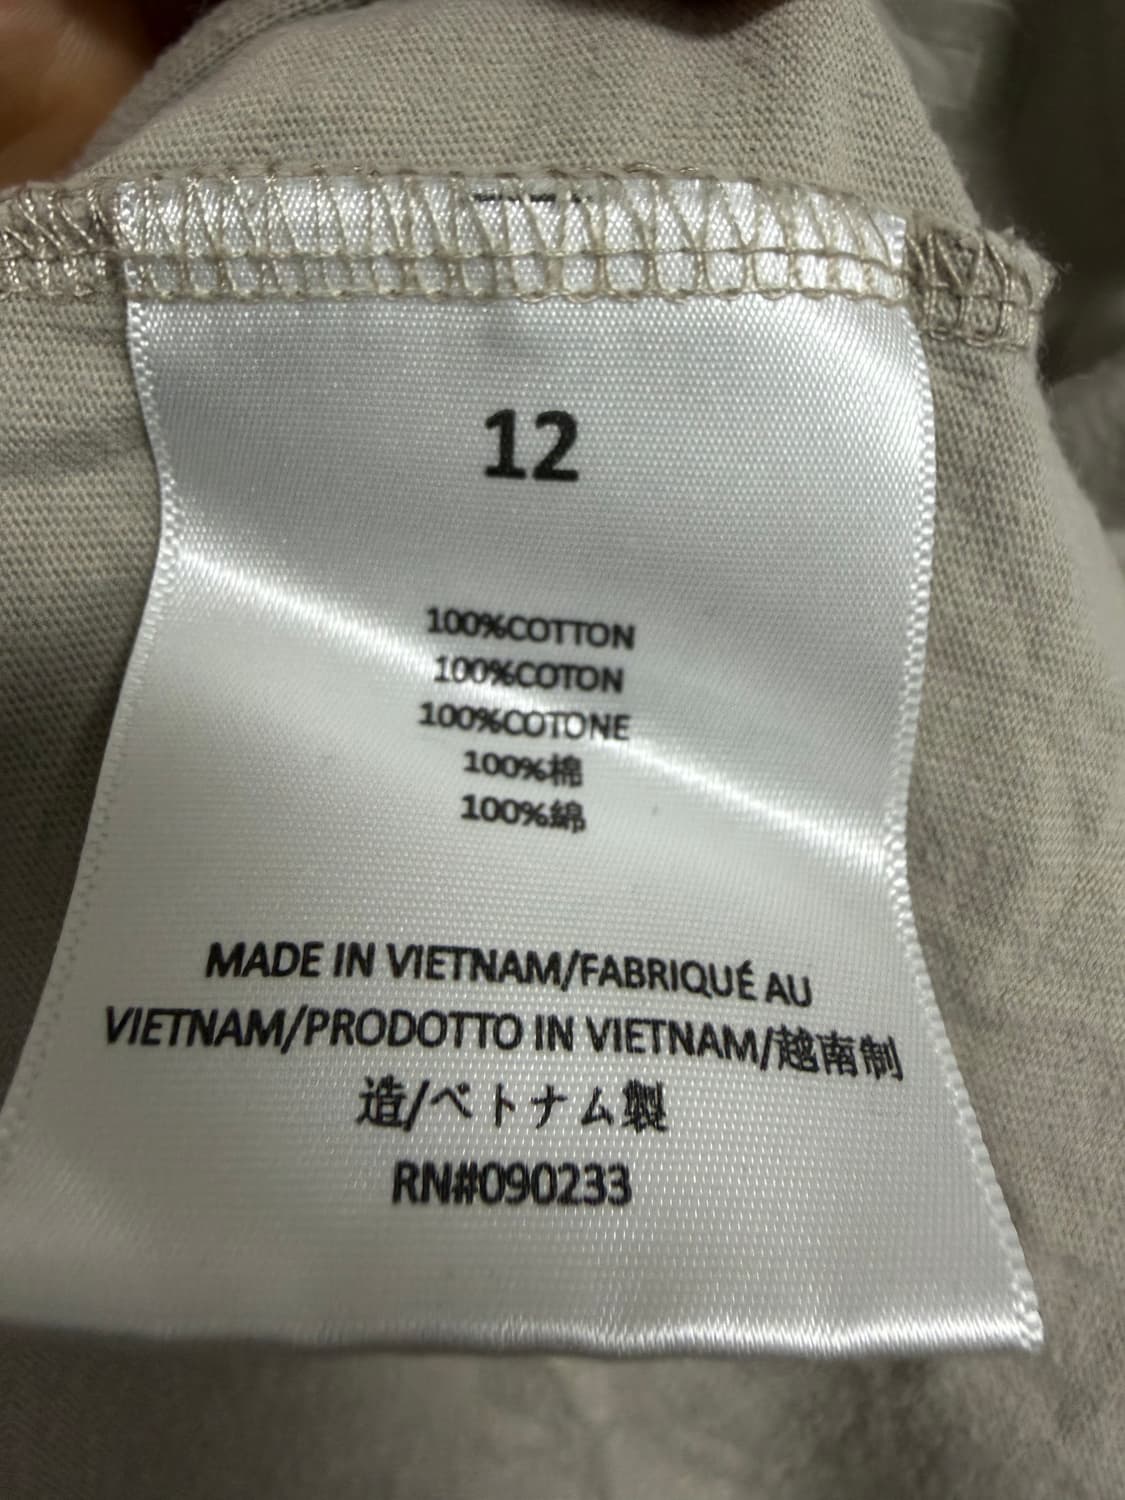 12
100%COTTON
100%COTON
100%COTONE
100%棉
100%綿
MADE IN VIETNAM/FABRIQUÉ AU
VIETNAM/PRODOTTO IN VIETNAM/越南制
造/ベトナム製
RN#090233